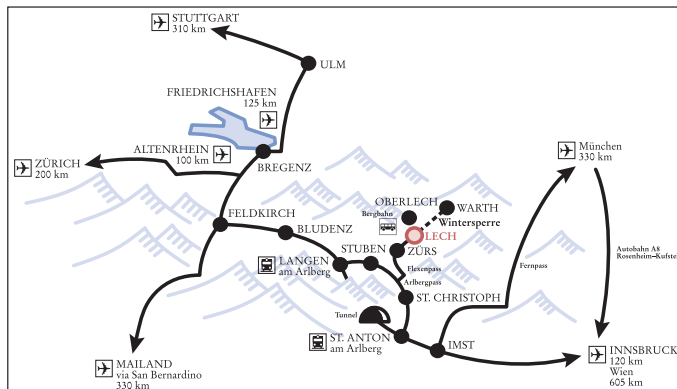 STUTTGART
310 km
ULM
FRIEDRICHSHAFEN
125 km
ALTENRHEIN
100 km
ZÜRICH
200 km
BREGENZ
München
330 km
OBERLECH
WARTH
Bergbahn
Wintersperre
LECH
FELDKIRCH
BLUDENZ
STUBEN
ZÜRS
Autobahn A8
Rosenheim–Kufstein
LANGEN
am Arlberg
Flexenpass
Arlbergpass
Fernpass
ST. CHRISTOPH
Tunnel
ST. ANTON
am Arlberg
IMST
MAILAND
via San Bernardino
330 km
INNSBRUCK
120 km
Wien
605 km